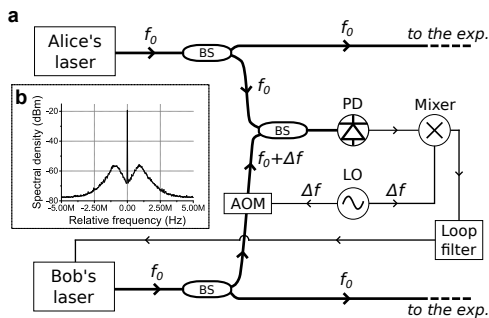 a
Alice's
laser
f₀
BS
f₀
to the exp.
f₀
b
Spectral density (dBm)
-20
-40
-60
-80
-5.00M
-2.50M
0.00
2.50M
5.00M
Relative frequency (Hz)
BS
PD
Mixer
f₀+Δf
AOM
Δf
LO
Δf
Loop
filter
Bob's
laser
f₀
BS
f₀
to the exp.